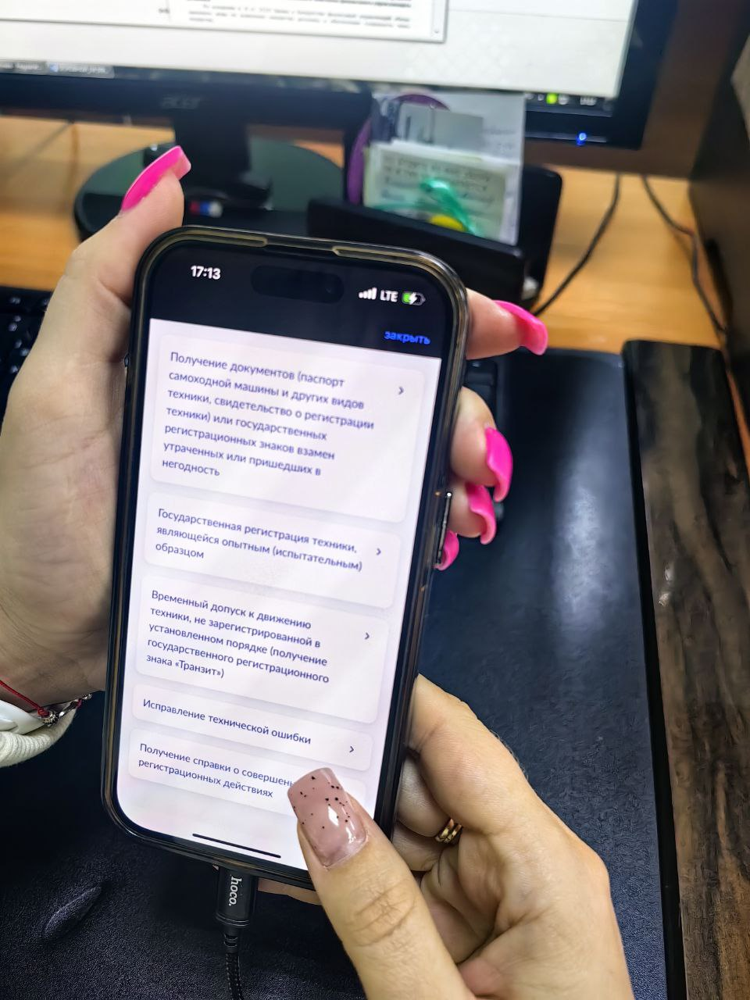 acer
17:13
LTE
закрыть
Получение документов (паспорт
самоходной машины и других видов
техники, свидетельство о регистрации
техники) или государственных
регистрационных знаков взамен
утраченных или пришедших в
негодность
Государственная регистрация техники,
являющейся опытным (испытательным)
образцом
Временный допуск к движению
техники, не зарегистрированной в
установленном порядке (получение
государственного регистрационного
знака «Транзит»)
Исправление технической ошибки
Получение справки о
регистрационных действиях
hoco.